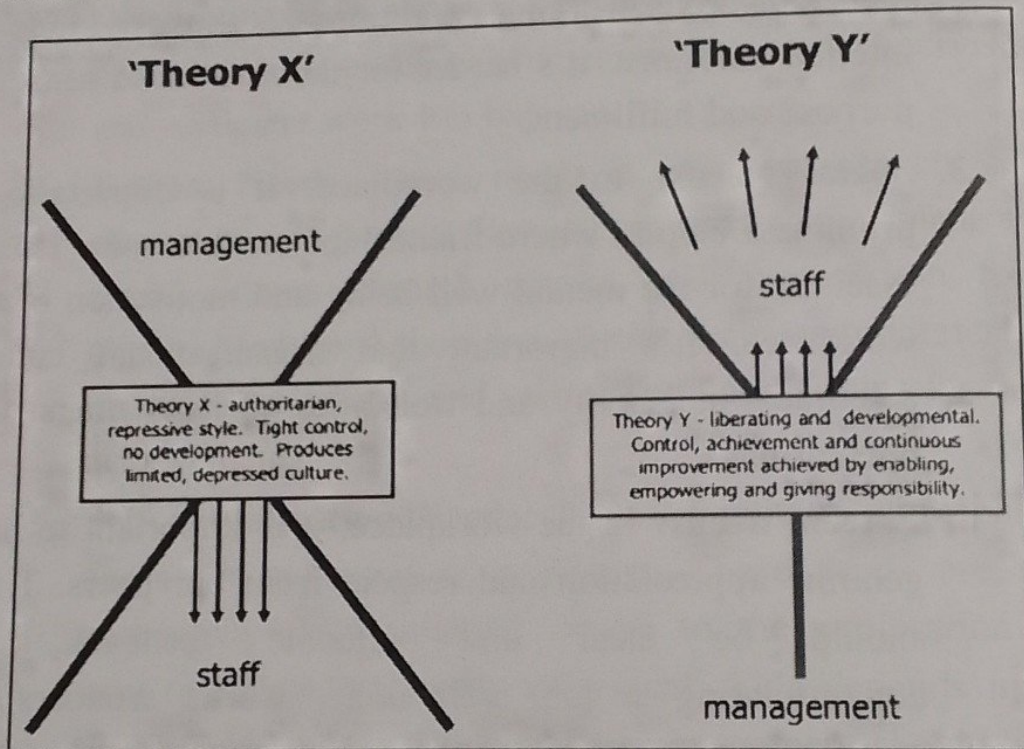 'Theory X'
management
Theory X - authoritarian,
repressive style. Tight control,
no development. Produces
limited, depressed culture.
staff
'Theory Y'
staff
Theory Y - liberating and developmental.
Control, achievement and continuous
improvement achieved by enabling,
empowering and giving responsibility.
management